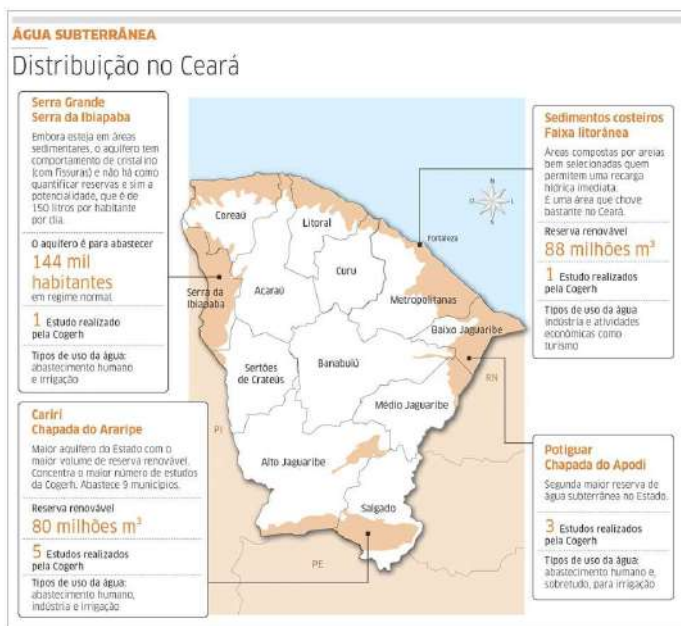 ÁGUA SUBTERRÂNEA
Distribuição no Ceará
Serra Grande
Serra da Ibiapaba
Embora esteja em áreas
sedimentares, o aquífero tem
comportamento de cristalino
(com fissuras) e não há como
quantificar reservas e sim a
potencialidade, que é de
150 litros por habitante
por dia.
O aquífero é para abastecer
144 mil
habitantes
em regime normal
1 Estudo realizado
pela Cogerh
Tipos de uso da água:
abastecimento humano
e irrigação
Cariri
Chapada do Araripe
Maior aquífero do Estado com o
maior volume de reserva renovável.
Concentra o maior número de estudos
da Cogerh. Abastece 9 municípios.
Reserva renovável
80 milhões m³
5 Estudos realizados
pela Cogerh
Tipos de uso da água:
abastecimento humano,
indústria e irrigação
Coreaú
Litoral
Fortaleza
Curu
Acaraú
Serra da
Ibiapaba
Metropolitanas
Baixo Jaguaribe
Sertões
de Crateús
Banabuiú
RN
Médio Jaguaribe
PI
Alto Jaguaribe
Salgado
PE
N
O
L
S
Sedimentos costeiros
Faixa litorânea
Áreas compostas por areias
bem selecionadas quem
permitem uma recarga
hídrica imediata.
E uma área que chove
bastante no Ceará.
Reserva renovável
88 milhões m³
1 Estudo realizados
pela Cogerh
Tipos de uso da água
indústria e atividades
econômicas como
turismo
Potiguar
Chapada do Apodi
Segunda maior reserva de
água subterrânea no Estado.
3 Estudos realizados
pela Cogerh
Tipos de uso da água:
abastecimento humano e,
sobretudo, para irrigação